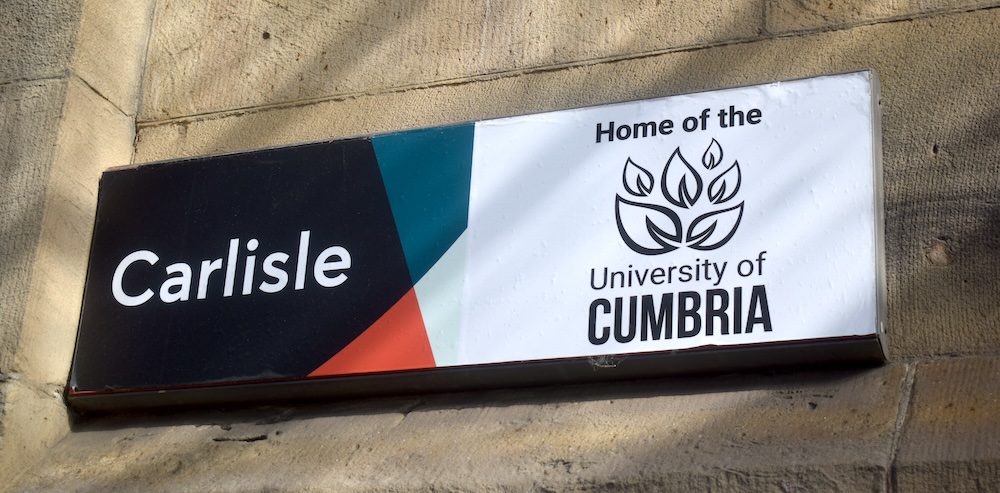 Carlisle
Home of the
University of
CUMBRIA